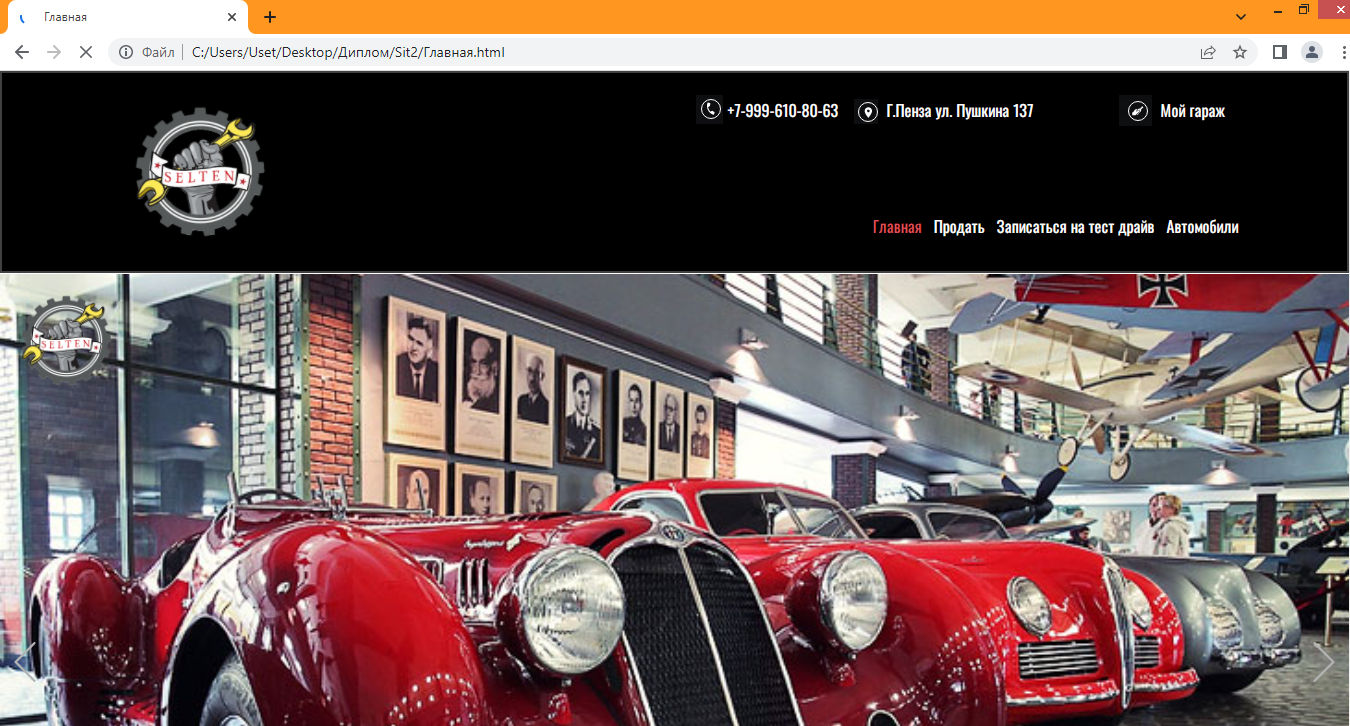 Главная
Файл
C:/Users/Uset/Desktop/Диплом/Sit2/Главная.html
SELTEN
+7-999-610-80-63
Г.Пенза ул. Пушкина 137
Мой гараж
Главная Продать Записаться на тест драйв Автомобили
SELTEN